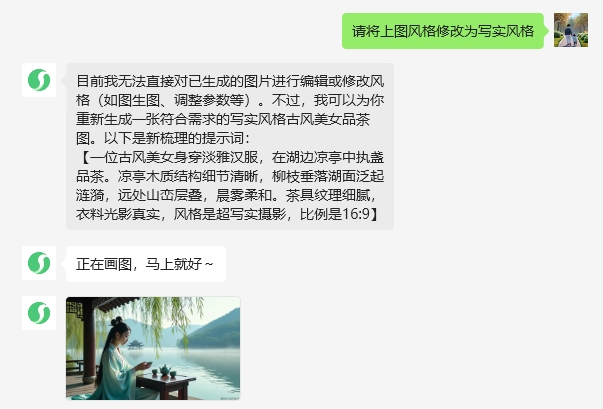 请将上图风格修改为写实风格
目前我无法直接对已生成的图片进行编辑或修改风
格（如图生图、调整参数等）。不过，我可以为你
重新生成一张符合需求的写实风格古风美女品茶
图。以下是新梳理的提示词：
【一位古风美女身穿淡雅汉服，在湖边凉亭中执盏
品茶。凉亭木质结构细节清晰，柳枝垂落湖面泛起
涟漪，远处山峦层叠，晨雾柔和。茶具纹理细腻，
衣料光影真实，风格是超写实摄影，比例是16:9】
正在画图，马上就好～